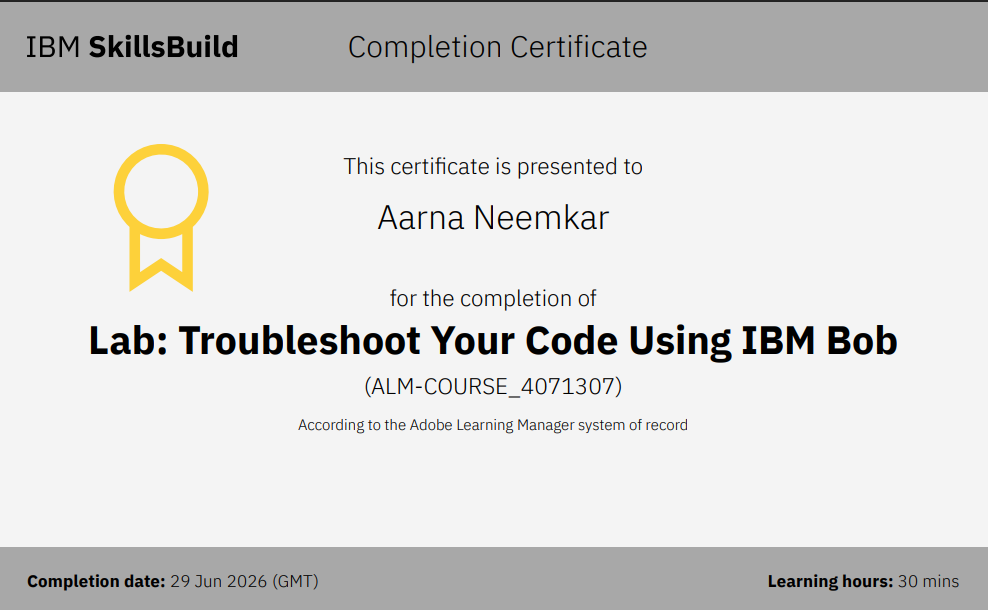 IBM SkillsBuild
Completion Certificate
This certificate is presented to
Aarna Neemkar
for the completion of
Lab: Troubleshoot Your Code Using IBM Bob
(ALM-COURSE_4071307)
According to the Adobe Learning Manager system of record
Completion date: 29 Jun 2026 (GMT)
Learning hours: 30 mins